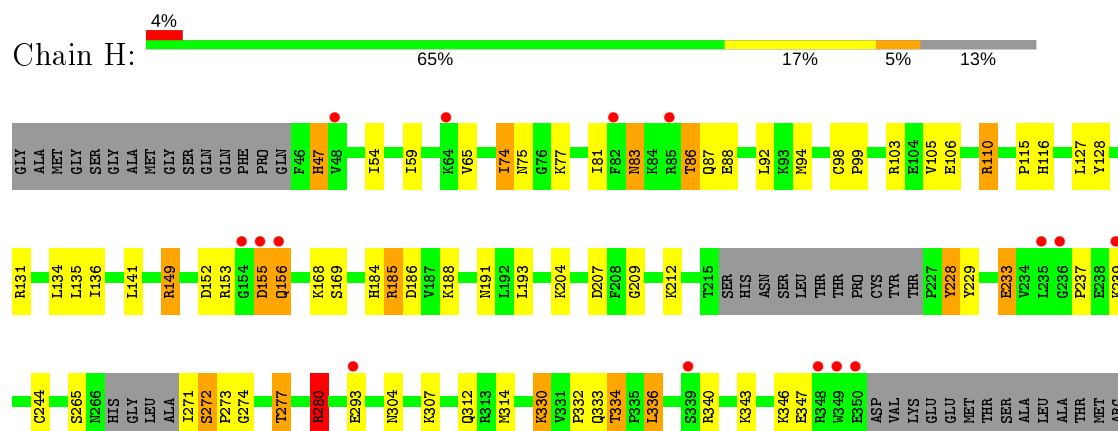 4%
Chain H:
65% 17% 5% 13%
GLY ALA MET GLY SER GLY ALA MET GLY SER GLN GLN PHE PRO GLN F46 H47 V48 I54 I59 K64 V65 I74 N75 G76 K77 I81 F82 N83 K84 R85 T86 Q87 E88 L92 K93 M94 C98 P99 R103 E104 V105 E106 R110 P115 H116 L127 Y128
R131 L134 L135 I136 L141 R149 D152 R153 G154 D155 Q156 K168 S169 H184 R185 D186 V187 K188 N191 L192 L193 K204 D207 F208 G209 K212 T215 SER HIS ASN SER LEU THR THR PRO CYS TYR THR P227 Y228 Y229 E233 V234 L235 G236 P237 E238 K239
C244 S265 N266 HIS GLY LEU ALA I271 S272 P273 G274 T277 R280 E293 N304 K307 Q312 R313 M314 K330 V331 P332 Q333 T334 P335 L336 S339 R340 K343 K346 E347 R348 W349 E350 ASP VAL LYS GLU GLU MET THR SER ALA LEU ALA THR MET ARG